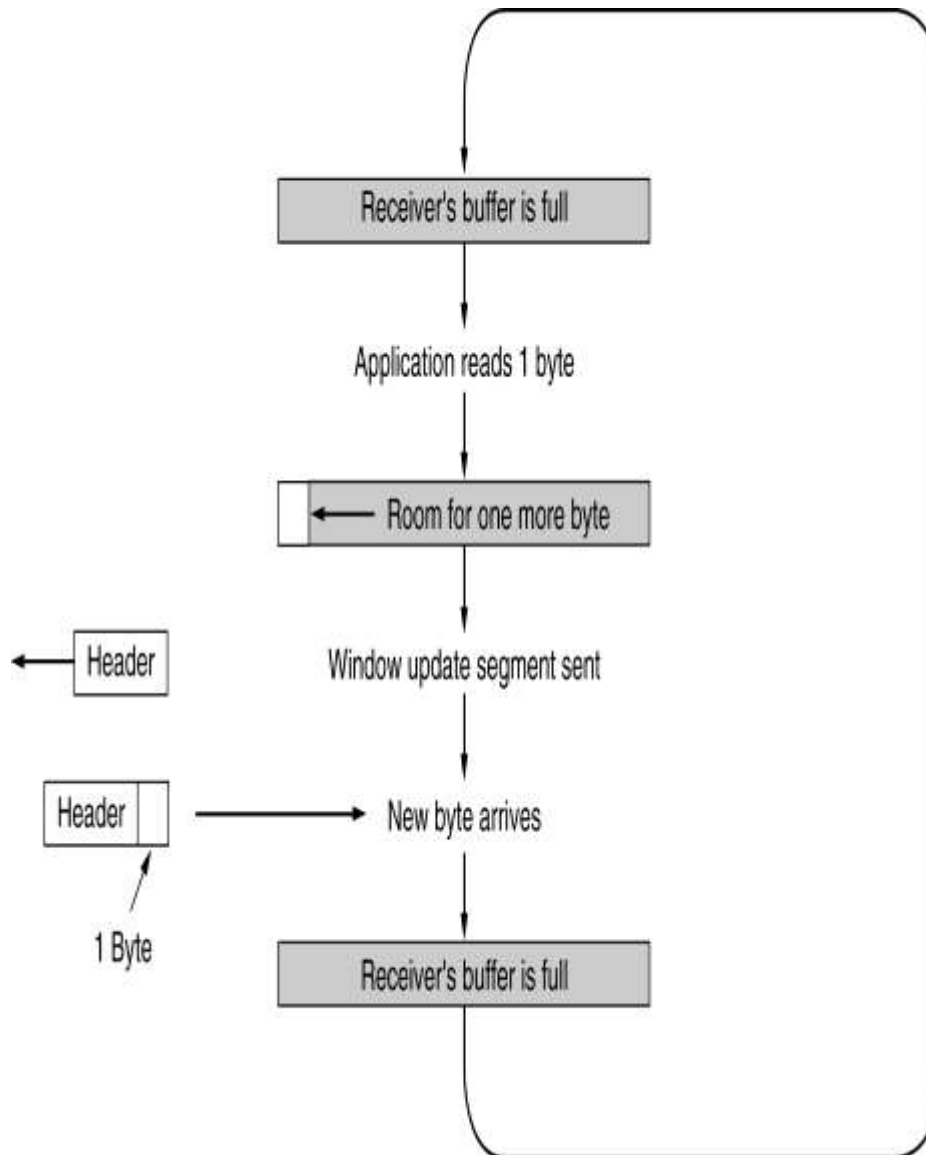 Receiver's buffer is full
Application reads 1 byte
Room for one more byte
Header
Window update segment sent
Header
New byte arrives
1 Byte
Receiver's buffer is full